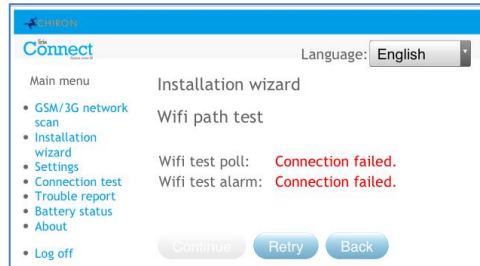 CHIRON
iris
Connect
Language: English
Main menu
GSM/3G network
scan
Installation
wizard
Settings
Connection test
Trouble report
Battery status
About
Log off
Installation wizard
Wifi path test
Wifi test poll: Connection failed.
Wifi test alarm: Connection failed.
Continue Retry Back